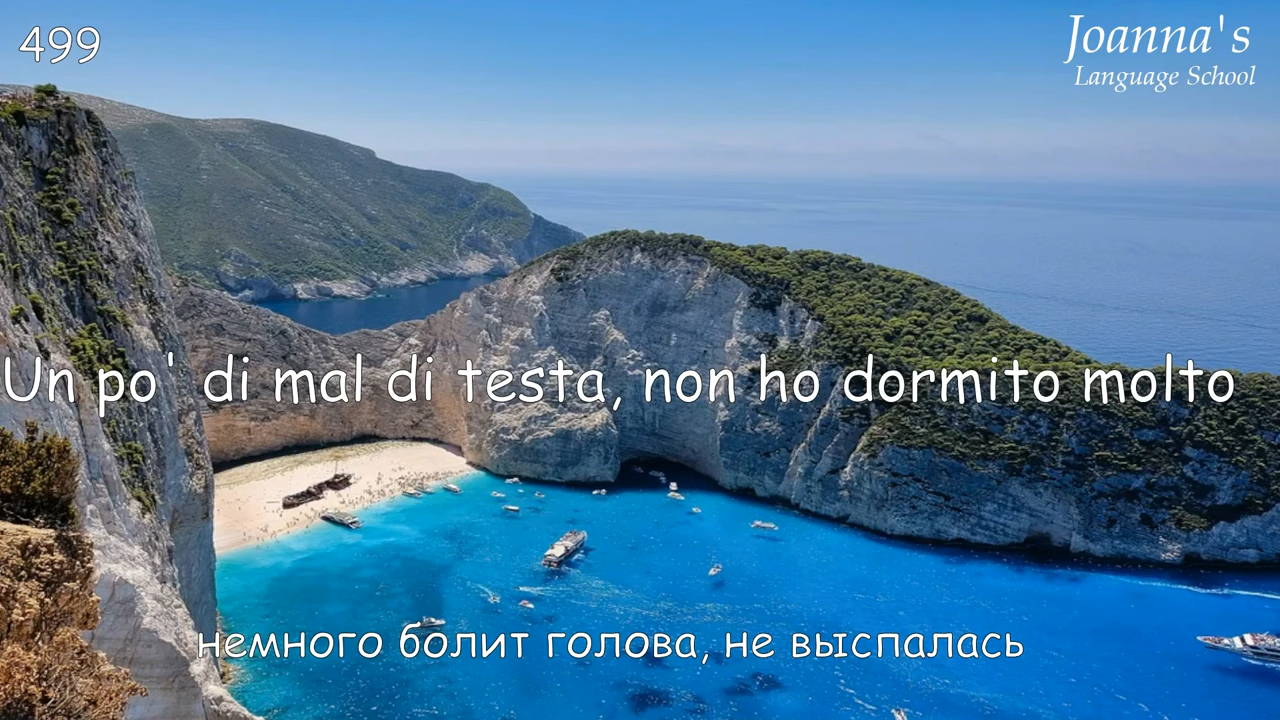 499
Joanna's
Language School
Un po' di mal di testa, non ho dormito molto
немного болит голова, не выспалась